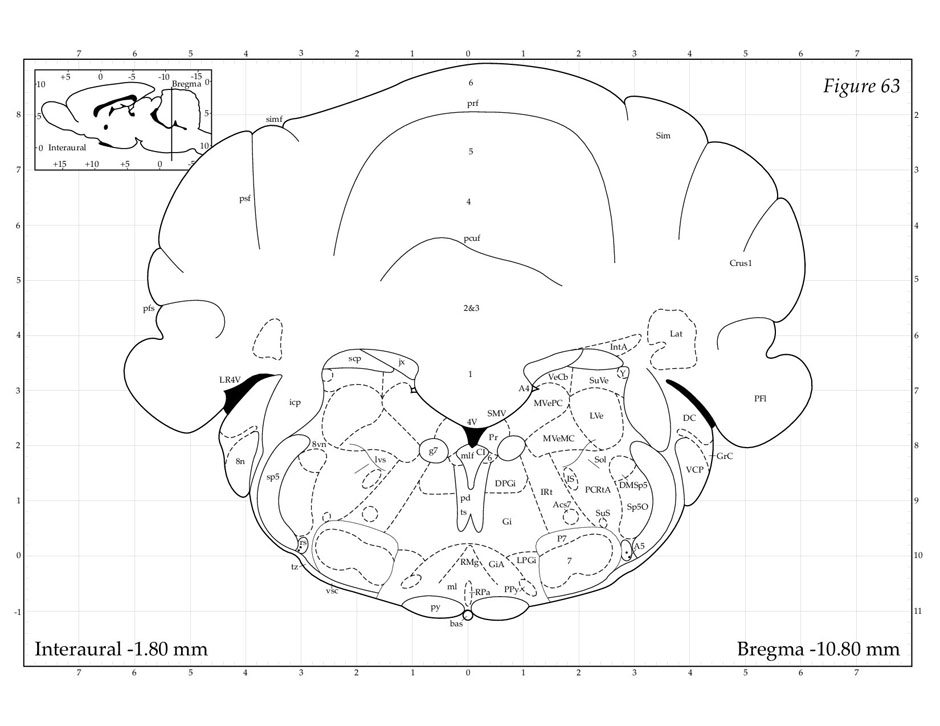 7 6 5 4 3 2 1 0 1 2 3 4 5 6 7
+5 0 -5 -10 -15
Bregma 0
10
5 5
0 Interaural 10
+15 +10 +5 0 -5
Figure 63
6
prf
simf
Sim
8 2
5
7 3
psf
4
6 4
pcuf
Crus1
5 5
pfs
2&3
4 6
Lat
IntA
scp
jx
1
LR4V
VeCb
SuVe
Y
3 7
A4
icp
MVePC
PFl
SMV
LVe
DC
4V
g7
Pr
MVeMC
2 8
8vn
mlf
CI
6
GrC
8n
Ivs
Sol
VCP
sp5
IS
DPGi
PCRtA
DMSp5
1 9
pd
IRt
Acs7
Sp5O
ts
SuS
Gi
P7
rs
A5
0 10
tz
RMg
GiA
LPGi
7
ml
RPa
PPy
vsc
py
-1 11
bas
Interaural -1.80 mm
Bregma -10.80 mm
7 6 5 4 3 2 1 0 1 2 3 4 5 6 7